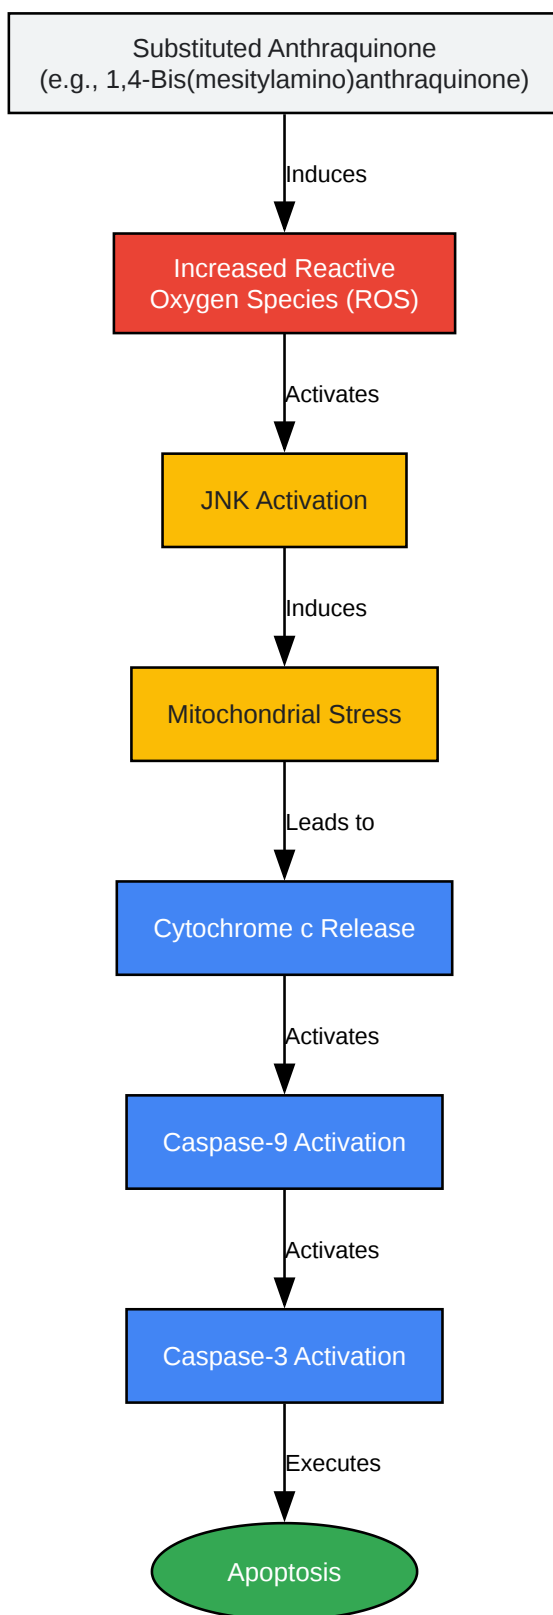 Substituted Anthraquinone
(e.g., 1,4-Bis(mesitylamino)anthraquinone)
Induces
Increased Reactive
Oxygen Species (ROS)
Activates
JNK Activation
Induces
Mitochondrial Stress
Leads to
Cytochrome c Release
Activates
Caspase-9 Activation
Activates
Caspase-3 Activation
Executes
Apoptosis